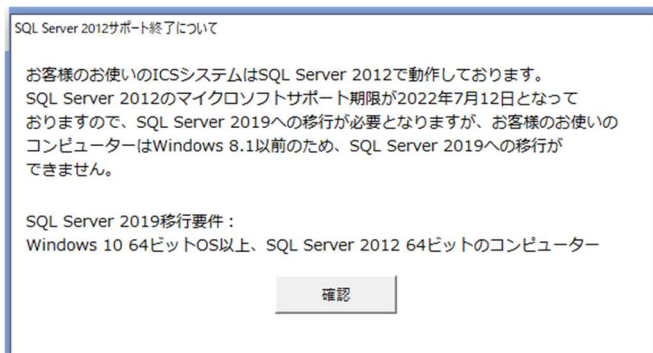 SQL Server 2012サポート終了について
お客様のお使いのICSシステムはSQL Server 2012で動作しております。
SQL Server 2012のマイクロソフトサポート期限が2022年7月12日となって
おりますので、SQL Server 2019への移行が必要となりますが、お客様のお使いの
コンピューターはWindows 8.1以前のため、SQL Server 2019への移行が
できません。
SQL Server 2019移行要件：
Windows 10 64ビットOS以上、SQL Server 2012 64ビットのコンピューター
確認